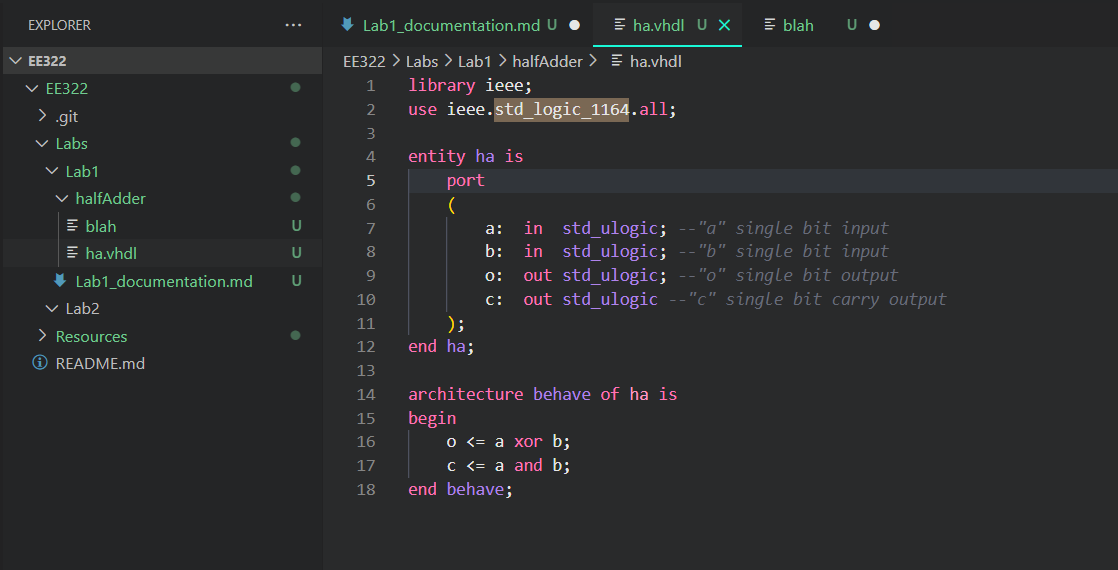 EXPLORER ...
EE322
EE322
.git
Labs
Lab1
halfAdder
blah U
ha.vhdl U
Lab1_documentation.md U
Lab2
Resources
README.md
Lab1_documentation.md U ha.vhdl U blah U
EE322 > Labs > Lab1 > halfAdder > ha.vhdl
1 library ieee;
2 use ieee.std_logic_1164.all;
3
4 entity ha is
5 port
6 (
7 a: in std_ulogic; --"a" single bit input
8 b: in std_ulogic; --"b" single bit input
9 o: out std_ulogic; --"o" single bit output
10 c: out std_ulogic --"c" single bit carry output
11 );
12 end ha;
13
14 architecture behave of ha is
15 begin
16 o <= a xor b;
17 c <= a and b;
18 end behave;